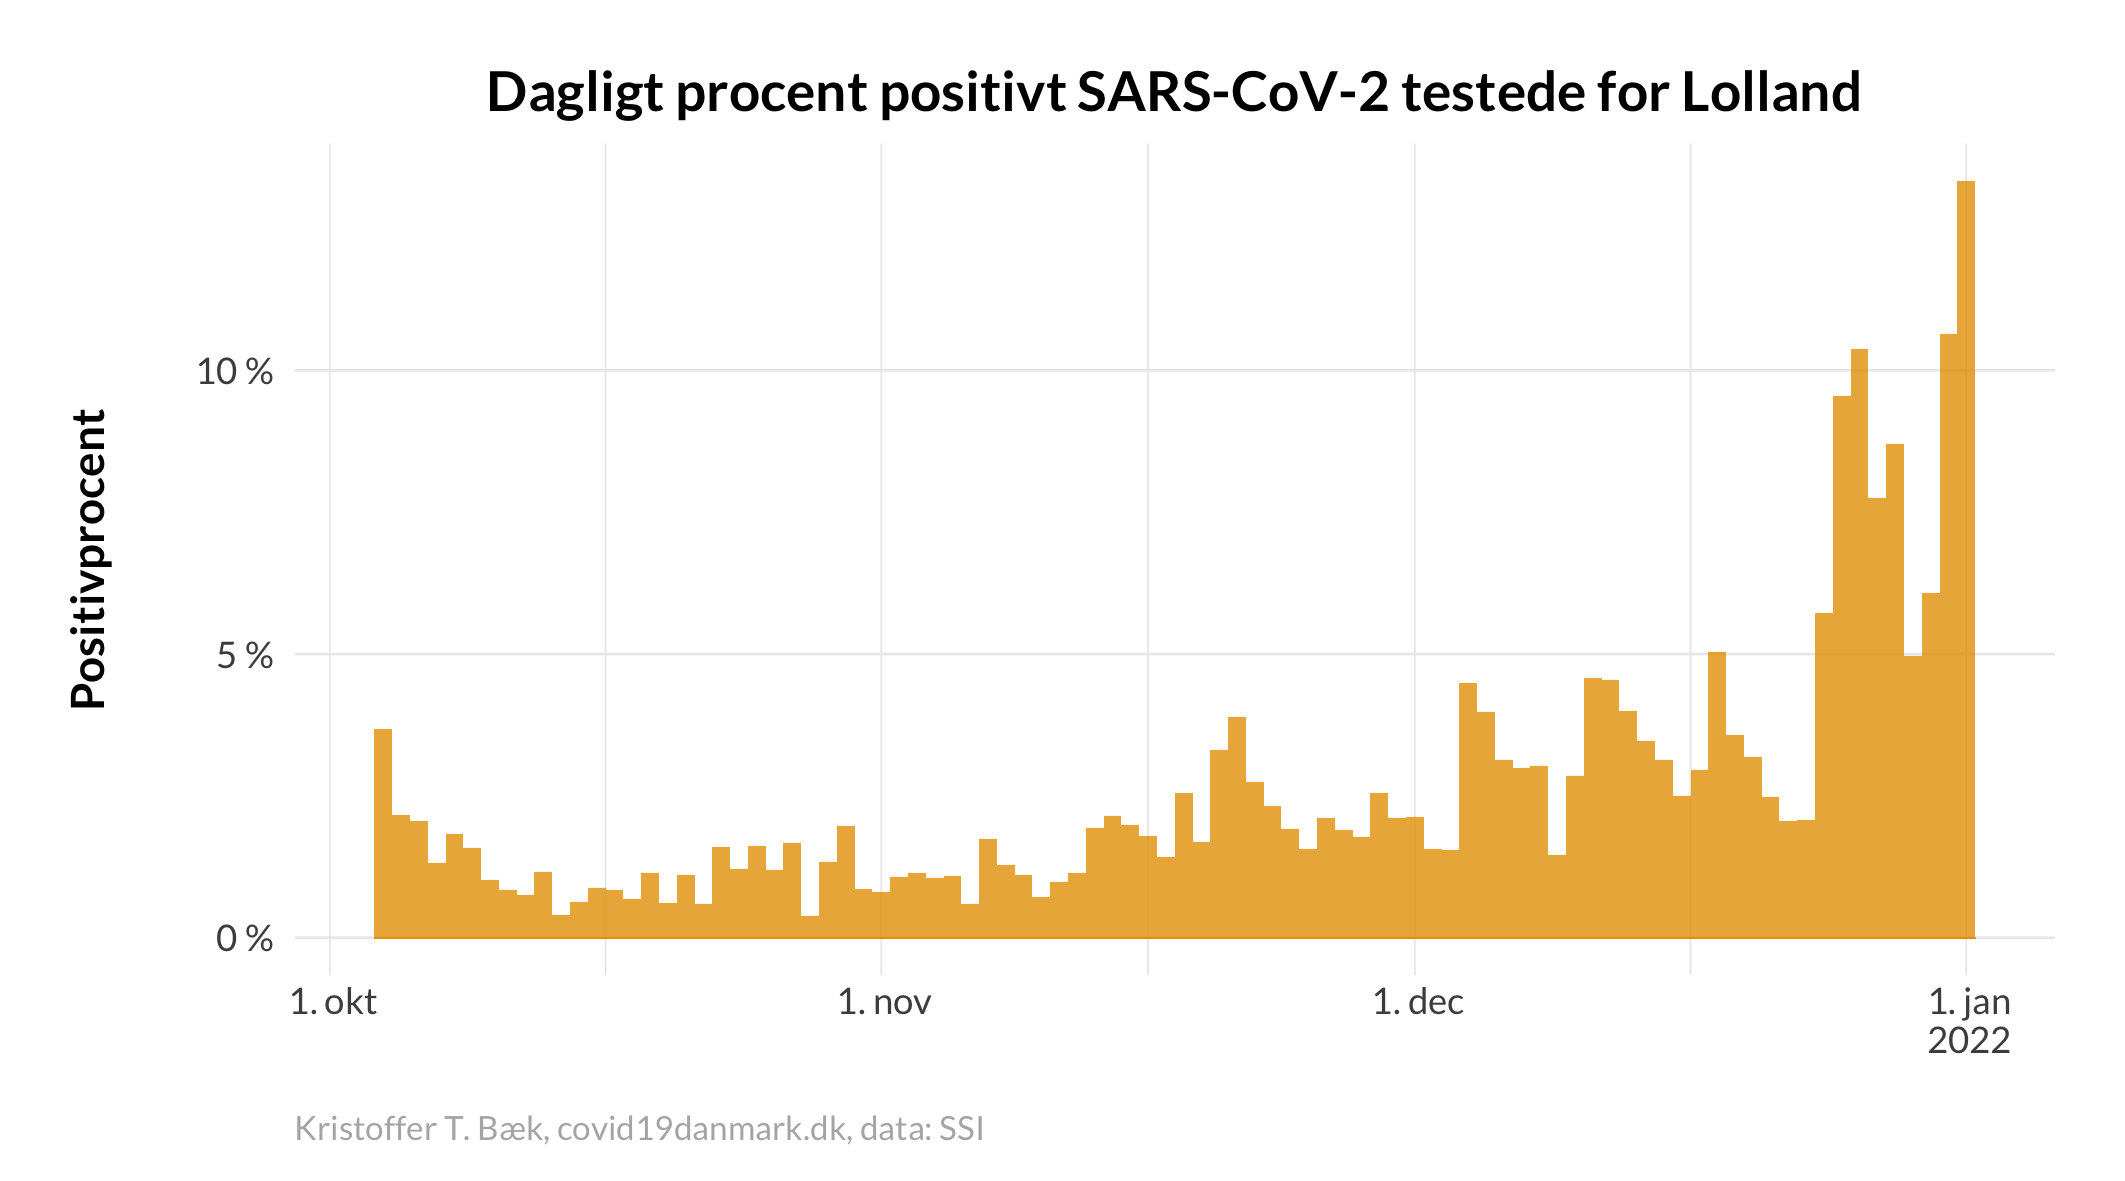 Dagligt procent positivt SARS-CoV-2 testede for Lolland
Positivprocent
10 %
5 %
0 %
1. okt
1. nov
1. dec
1. jan
2022
Kristoffer T. Bæk, covid19danmark.dk, data: SSI